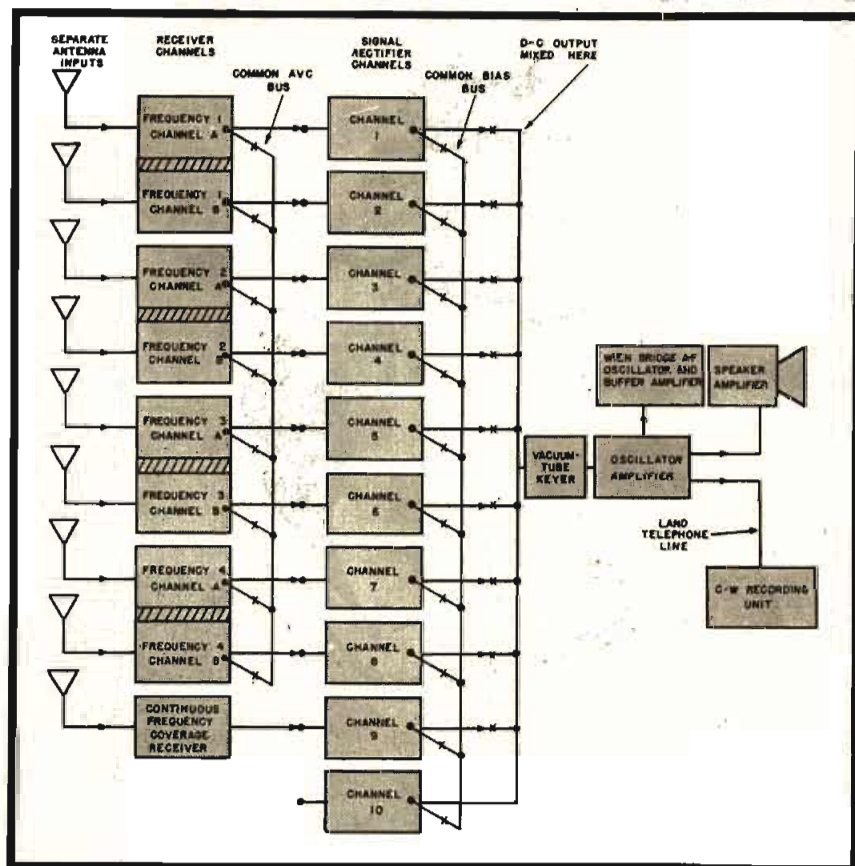 SEPARATE
ANTENNA
INPUTS
RECEIVER
CHANNELS
COMMON AVC
BUS
SIGNAL
RECTIFIER
CHANNELS
COMMON BIAS
BUS
D-C OUTPUT
MIXED HERE
FREQUENCY 1
CHANNEL A
FREQUENCY 1
CHANNEL B
FREQUENCY 2
CHANNEL A
FREQUENCY 2
CHANNEL B
FREQUENCY 3
CHANNEL A
FREQUENCY 3
CHANNEL B
FREQUENCY 4
CHANNEL A
FREQUENCY 4
CHANNEL B
CONTINUOUS
FREQUENCY
COVERAGE
RECEIVER
CHANNEL
1
CHANNEL
2
CHANNEL
3
CHANNEL
4
CHANNEL
5
CHANNEL
6
CHANNEL
7
CHANNEL
8
CHANNEL
9
CHANNEL
10
VACUUM-
TUBE
KEYER
WIEN BRIDGE A-F
OSCILLATOR AND
BUFFER AMPLIFIER
SPEAKER
AMPLIFIER
OSCILLATOR
AMPLIFIER
LAND
TELEPHONE
LINE
C-W RECORDING
UNIT